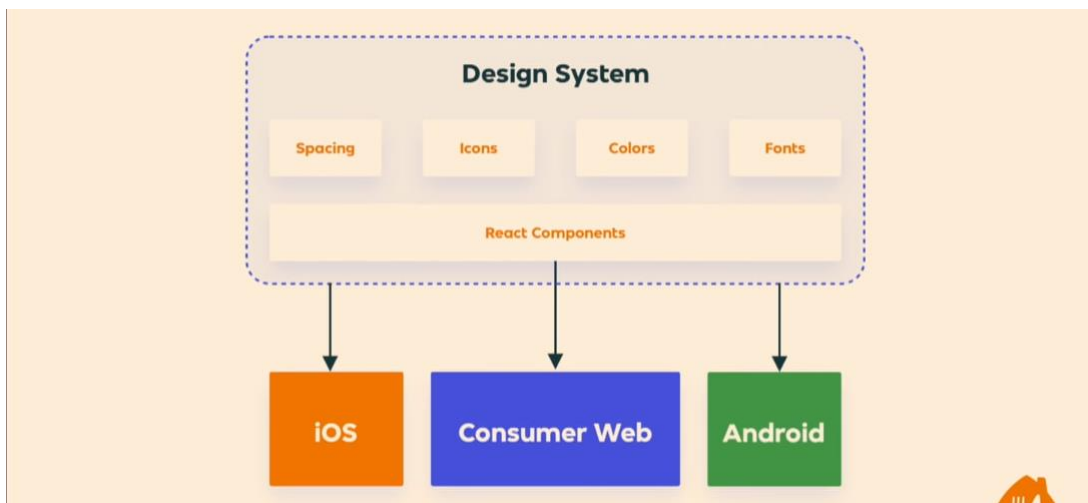 Design System
Spacing
Icons
Colors
Fonts
React Components
iOS
Consumer Web
Android